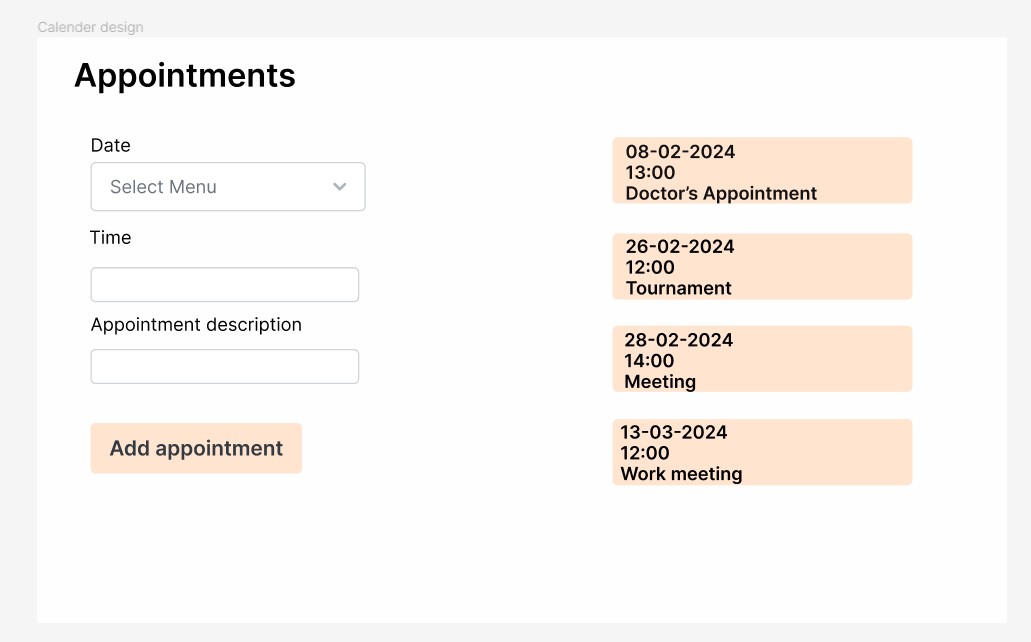 Calender design
Appointments
Date
Select Menu
Time
Appointment description
Add appointment
08-02-2024
13:00
Doctor’s Appointment
26-02-2024
12:00
Tournament
28-02-2024
14:00
Meeting
13-03-2024
12:00
Work meeting